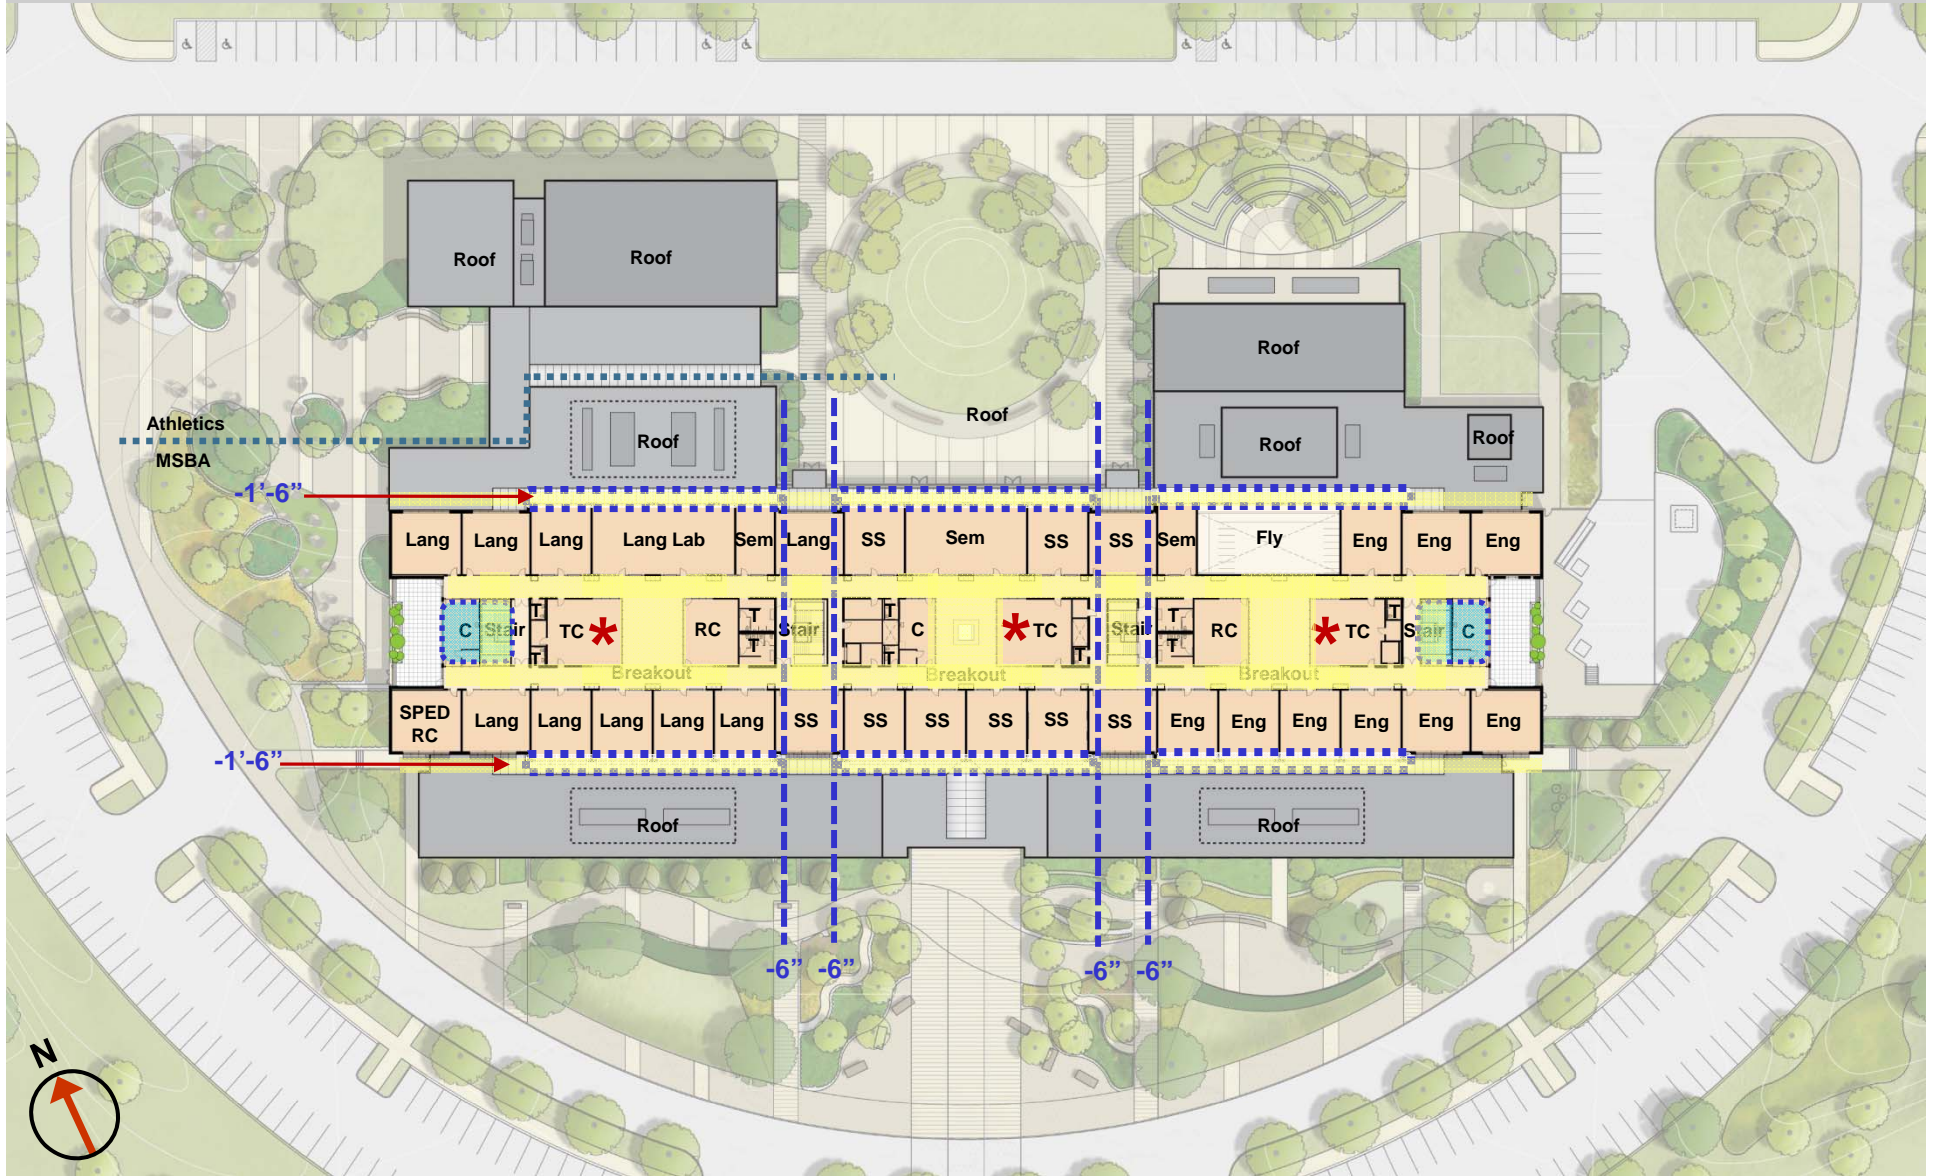 Roof
Roof
Roof
Roof
Athletics
MSBA
Roof
Roof
Roof
-1’-6”
Lang
Lang
Lang
Lang Lab
Sem
Lang
SS
Sem
SS
SS
Sem
Fly
Eng
Eng
Eng
C
Stair
T
T
TC
*
RC
T
T
Stair
T
T
C
*
TC
T
Stair
T
T
RC
*
TC
T
Stair
C
Breakout
Breakout
Breakout
SPED
RC
Lang
Lang
Lang
Lang
Lang
SS
SS
SS
SS
SS
SS
Eng
Eng
Eng
Eng
Eng
Eng
-1’-6”
Roof
Roof
-6”
-6”
-6”
-6”
N